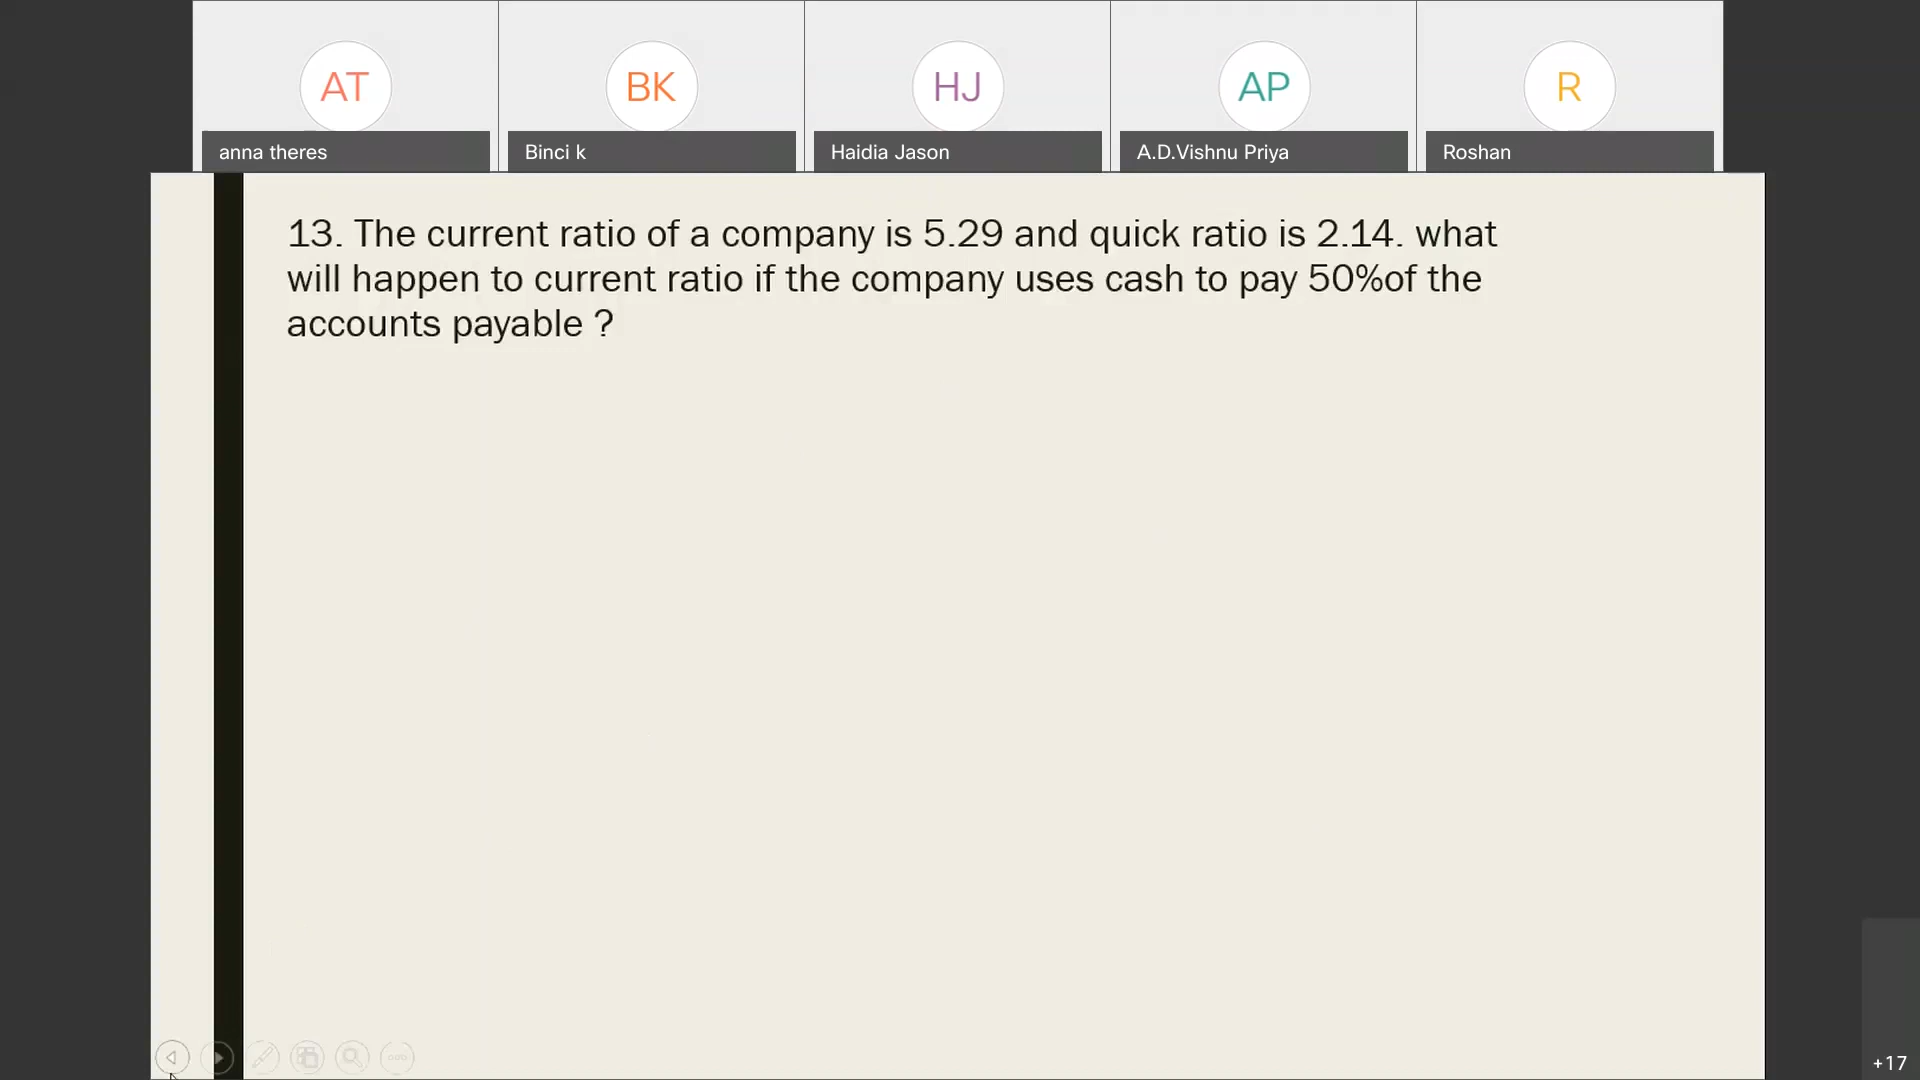 AT
BK
HJ
AP
R
anna theres
Binci k
Haidia Jason
A.D.Vishnu Priya
Roshan
13. The current ratio of a company is 5.29 and quick ratio is 2.14. what
will happen to current ratio if the company uses cash to pay 50%of the
accounts payable ?
+17